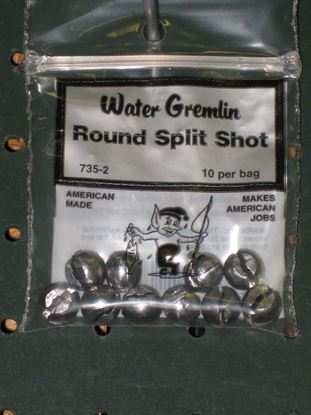 Water Gremlin
Round Split Shot
735-2 10 per bag
AMERICAN MADE
MAKES AMERICAN JOBS